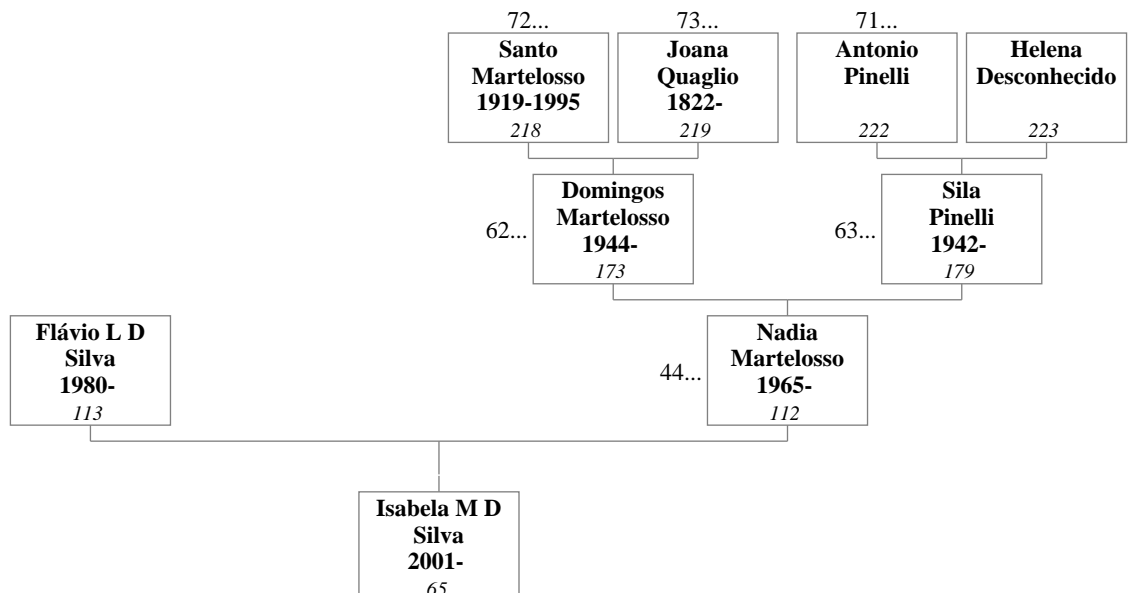 72...
73...
71...
Santo
Martelosso
1919-1995
218
Joana
Quaglio
1822-
219
Antonio
Pinelli
222
Helena
Desconhecido
223
62...
Domingos
Martelosso
1944-
173
63...
Sila
Pinelli
1942-
179
Flávio L D
Silva
1980-
113
44...
Nadia
Martelosso
1965-
112
Isabela M D
Silva
2001-
65